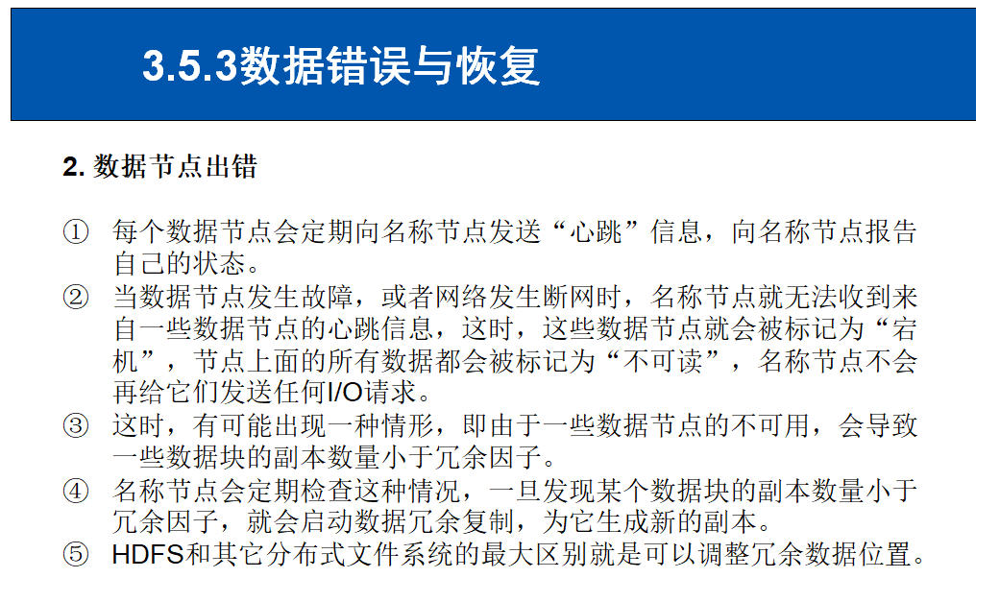 3.5.3数据错误与恢复
2. 数据节点出错
① 每个数据节点会定期向名称节点发送“心跳”信息，向名称节点报告
自己的状态。
② 当数据节点发生故障，或者网络发生断网时，名称节点就无法收到来
自一些数据节点的心跳信息，这时，这些数据节点就会被标记为“宕
机”，节点上面的所有数据都会被标记为“不可读”，名称节点不会
再给它们发送任何I/O请求。
③ 这时，有可能出现一种情形，即由于一些数据节点的不可用，会导致
一些数据块的副本数量小于冗余因子。
④ 名称节点会定期检查这种情况，一旦发现某个数据块的副本数量小于
冗余因子，就会启动数据冗余复制，为它生成新的副本。
⑤ HDFS和其它分布式文件系统的最大区别就是可以调整冗余数据位置。